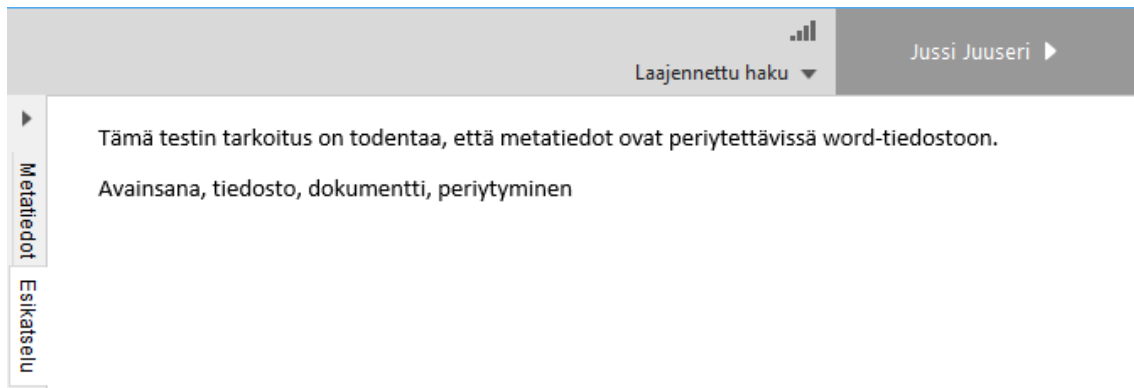 Jussi Juuseri
Laajennettu haku
Tämä testin tarkoitus on todentaa, että metatiedot ovat periytettävissä word-tiedostoon.
Avainsana, tiedosto, dokumentti, periytyminen
Metatiedot
Esikatselu